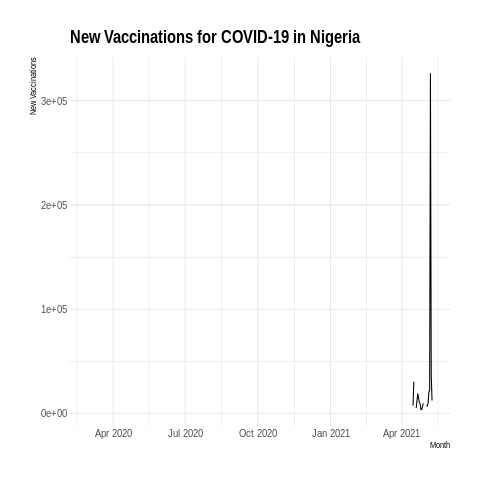 New Vaccinations for COVID-19 in Nigeria
New Vaccinations
3e+05
2e+05
1e+05
0e+00
Apr 2020 Jul 2020 Oct 2020 Jan 2021 Apr 2021
Month